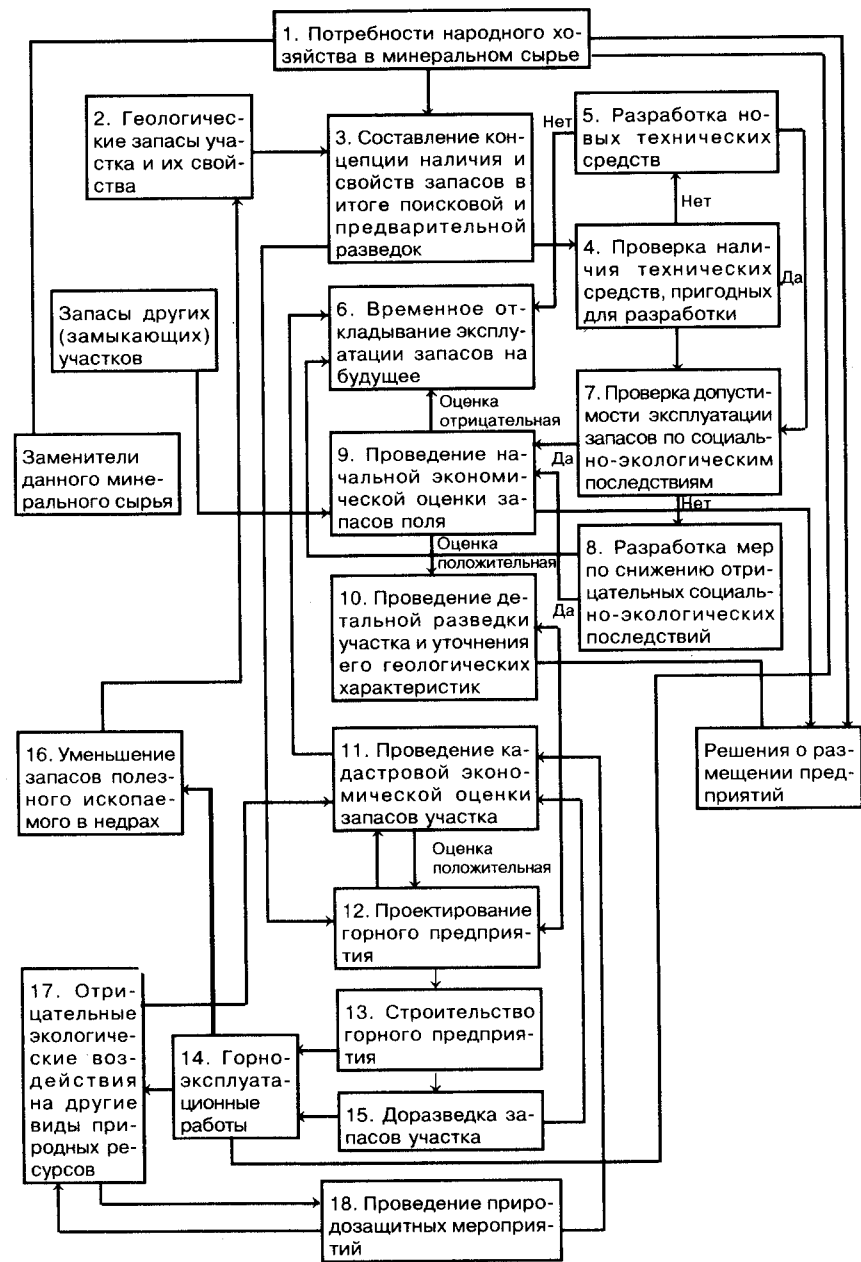 1. Потребности народного хо-
зяйства в минеральном сырье
2. Геологичес-
кие запасы уча-
стка и их свой-
ства
3. Составление кон-
цепции наличия и
свойств запасов в
итоге поисковой и
предварительной
разведок
Нет
5. Разработка но-
вых технических
средств
Нет
4. Проверка нали-
чия технических
средств, пригодных
для разработки
Да
Запасы других
(замыкающих)
участков
6. Временное от-
кладывание эксплу-
атации запасов на
будущее
Оценка
отрицательная
7. Проверка допус-
тимости эксплуатации
запасов по социаль-
но-экологическим
последствиям
Да
Нет
Заменители
данного мине-
рального сырья
9. Проведение на-
чальной экономи-
ческой оценки за-
пасов поля
Оценка
положительная
8. Разработка мер
по снижению отри-
цательных социаль-
но-экологических
последствий
Да
10. Проведение де-
тальной разведки
участка и уточнения
его геологических
характеристик
16. Уменьшение
запасов полез-
ного ископае-
мого в недрах
11. Проведение ка-
дастровой эконо-
мической оценки
запасов участка
Решения о раз-
мещении пред-
приятий
Оценка
положительная
12. Проектирование
горного предприя-
тия
17. Отри-
цательные
экологиче-
ские воз-
действия
на другие
виды при-
родных ре-
сурсов
13. Строительство
горного предприя-
тия
14. Горно-
эксплуата-
ционные
работы
15. Доразведка за-
пасов участка
18. Проведение приро-
дозащитных мероприя-
тий